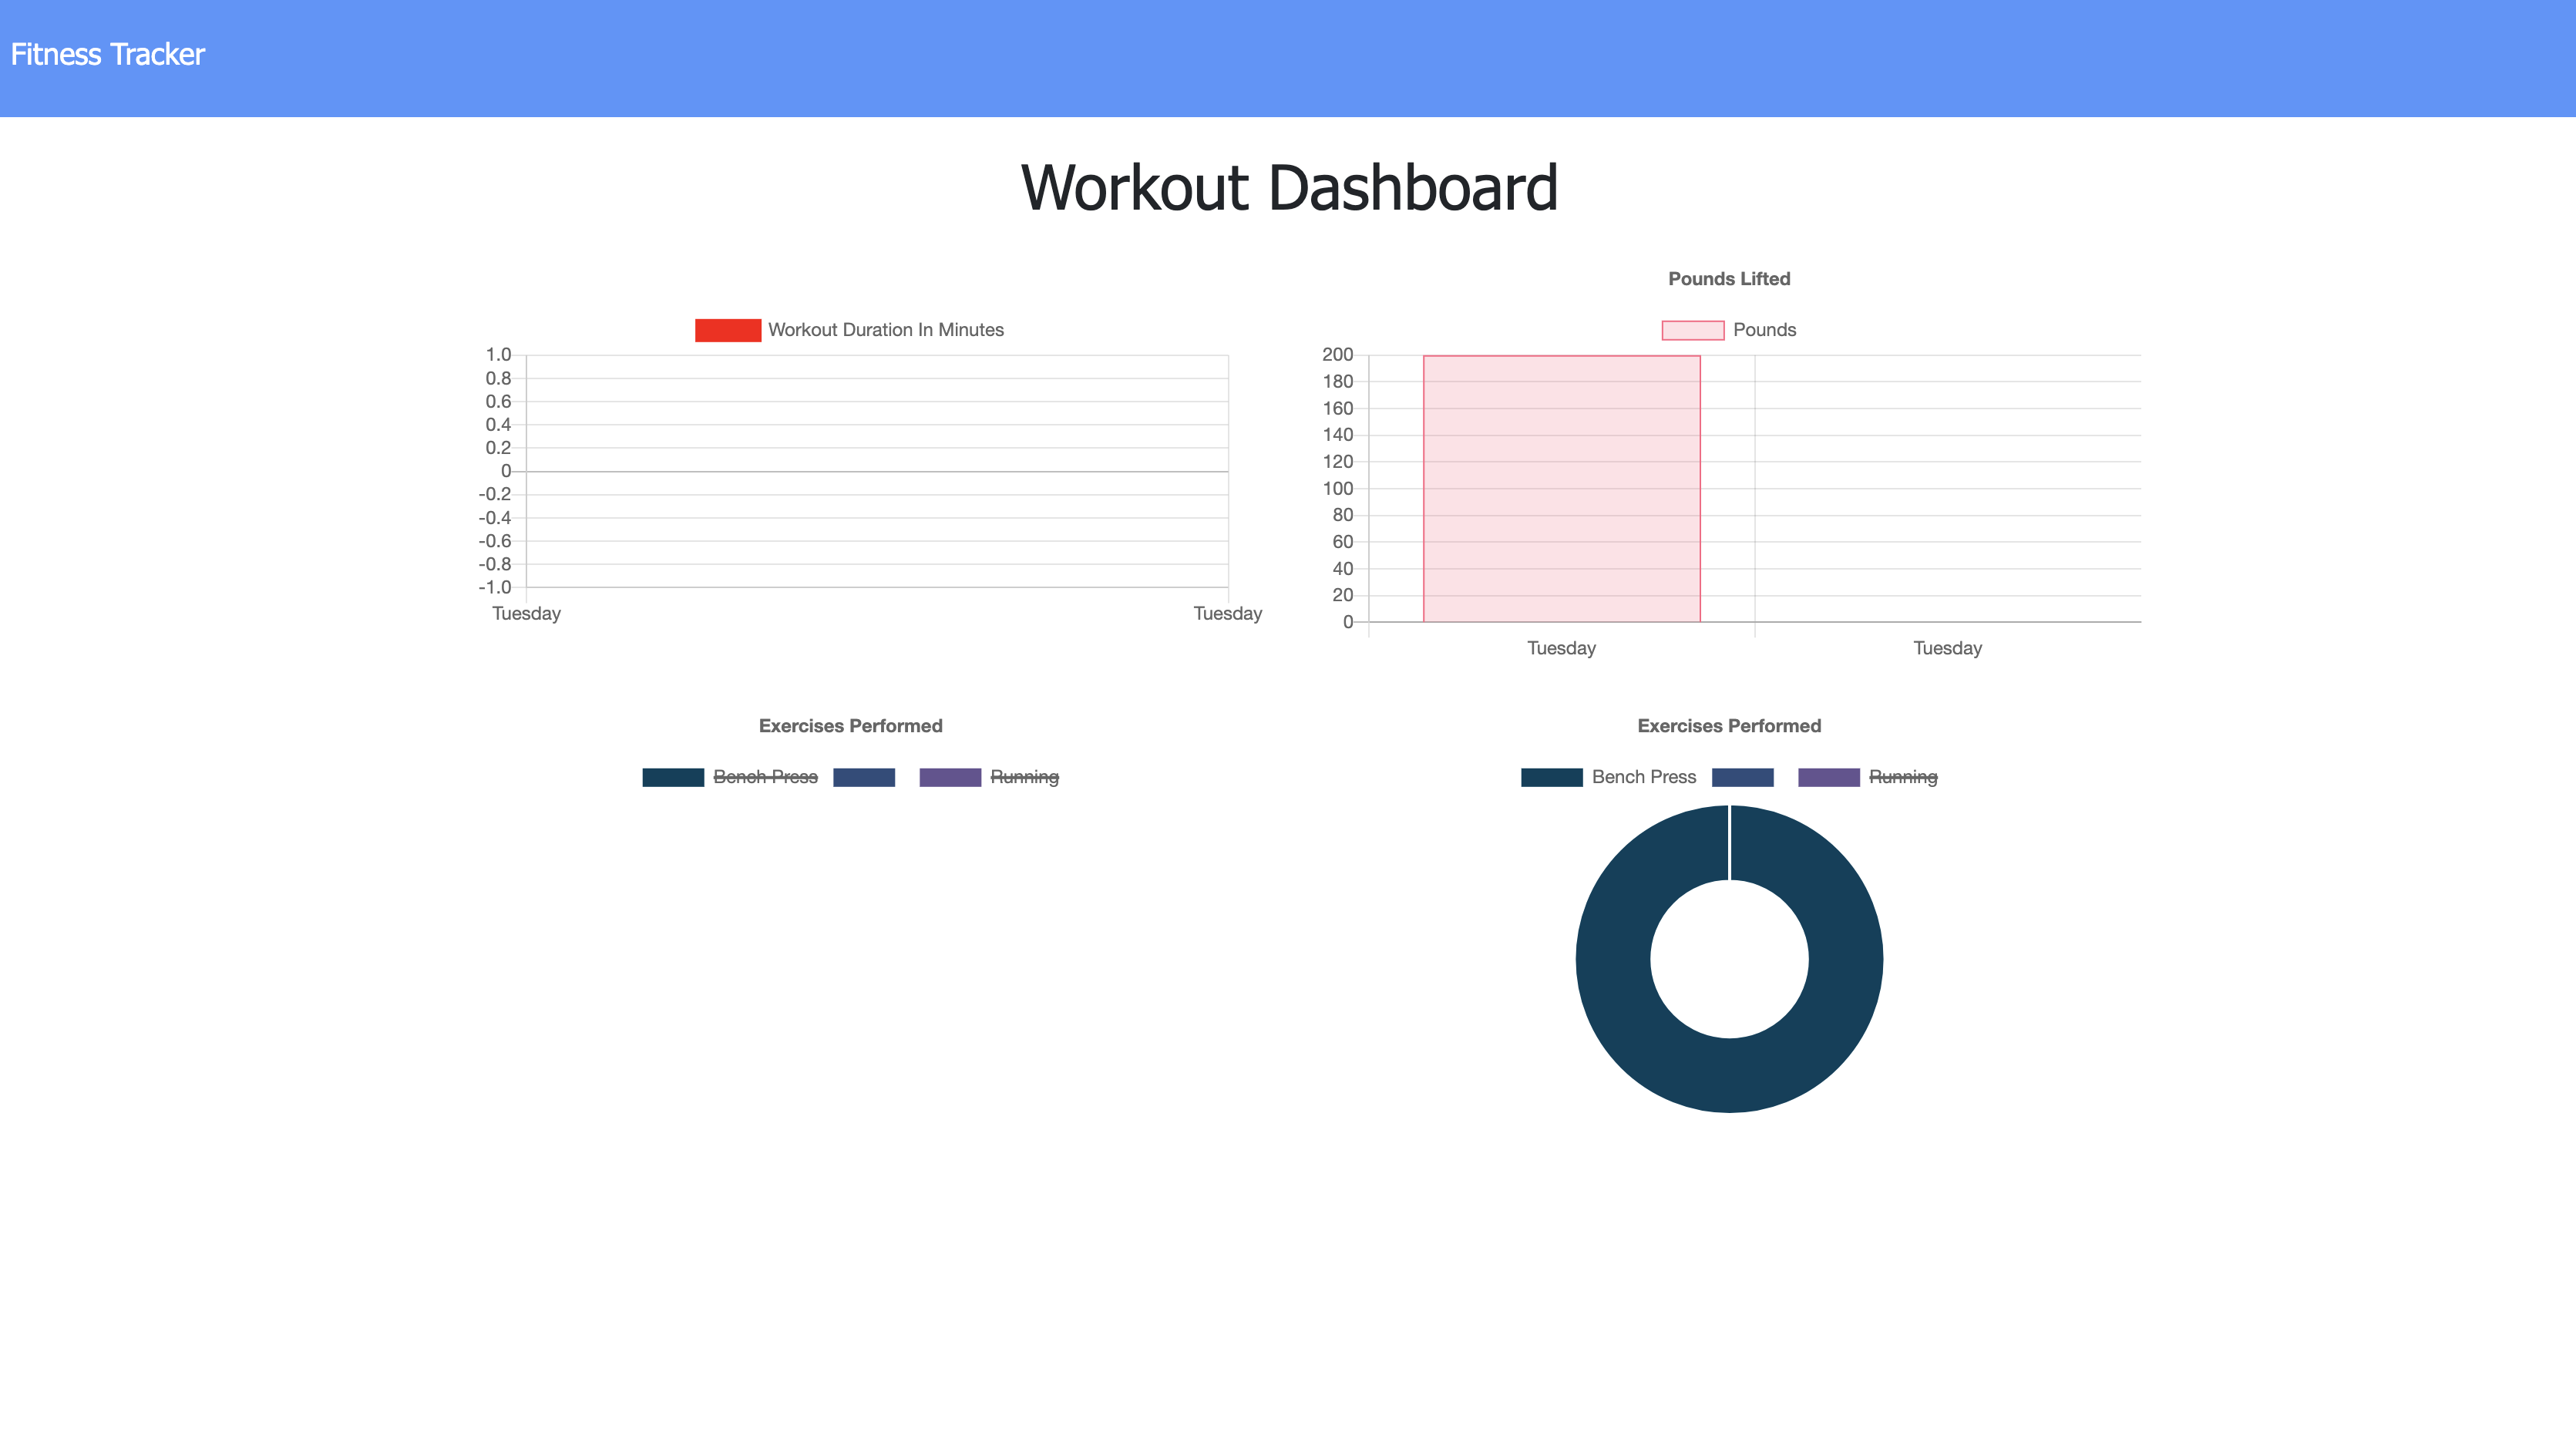 Fitness Tracker
Workout Dashboard
Workout Duration In Minutes
1.0
0.8
0.6
0.4
0.2
0
-0.2
-0.4
-0.6
-0.8
-1.0
Tuesday Tuesday
Pounds Lifted
Pounds
200
180
160
140
120
100
80
60
40
20
0
Tuesday Tuesday
Exercises Performed
Bench Press Running
Exercises Performed
Bench Press Running